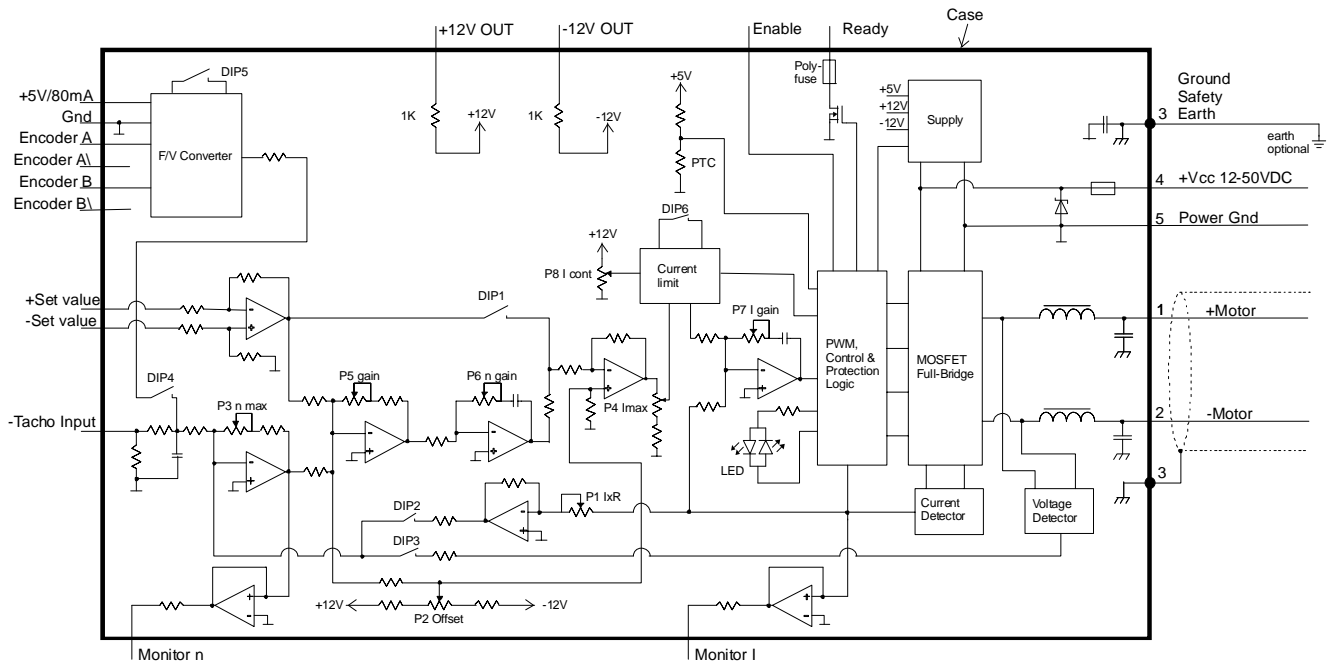 Case
+12V OUT
-12V OUT
Enable
Ready
DIP5
Poly-
fuse
Ground
Safety
Earth
+5V/80mA
Gnd
Encoder A
Encoder A\
Encoder B
Encoder B\
F/V Converter
1K
+12V
1K
-12V
+5V
PTC
+5V
+12V
-12V
Supply
3
earth
optional
4
+Vcc 12-50VDC
5
Power Gnd
DIP6
+12V
P8 I cont
Current
limit
+Set value
-Set value
DIP1
P7 I gain
PWM,
Control &
Protection
Logic
MOSFET
Full-Bridge
1
+Motor
DIP4
P5 gain
P6 n gain
P4 Imax
P3 n max
-Tacho Input
2
-Motor
LED
3
DIP2
P1 IxR
Current
Detector
Voltage
Detector
DIP3
+12V
-12V
P2 Offset
Monitor n
Monitor I
- + - + - + - + - + - + - + - + + - + -